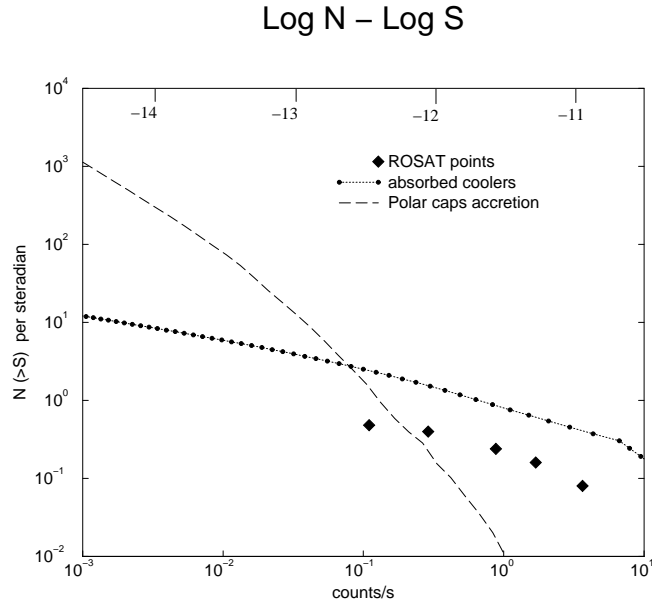 Log N – Log S
10^4
10^3
10^2
10^1
10^0
10^-1
10^-2
N (>S) per steradian
−14
−13
−12
−11
ROSAT points
absorbed coolers
Polar caps accretion
10^-3
10^-2
10^-1
10^0
10^1
counts/s